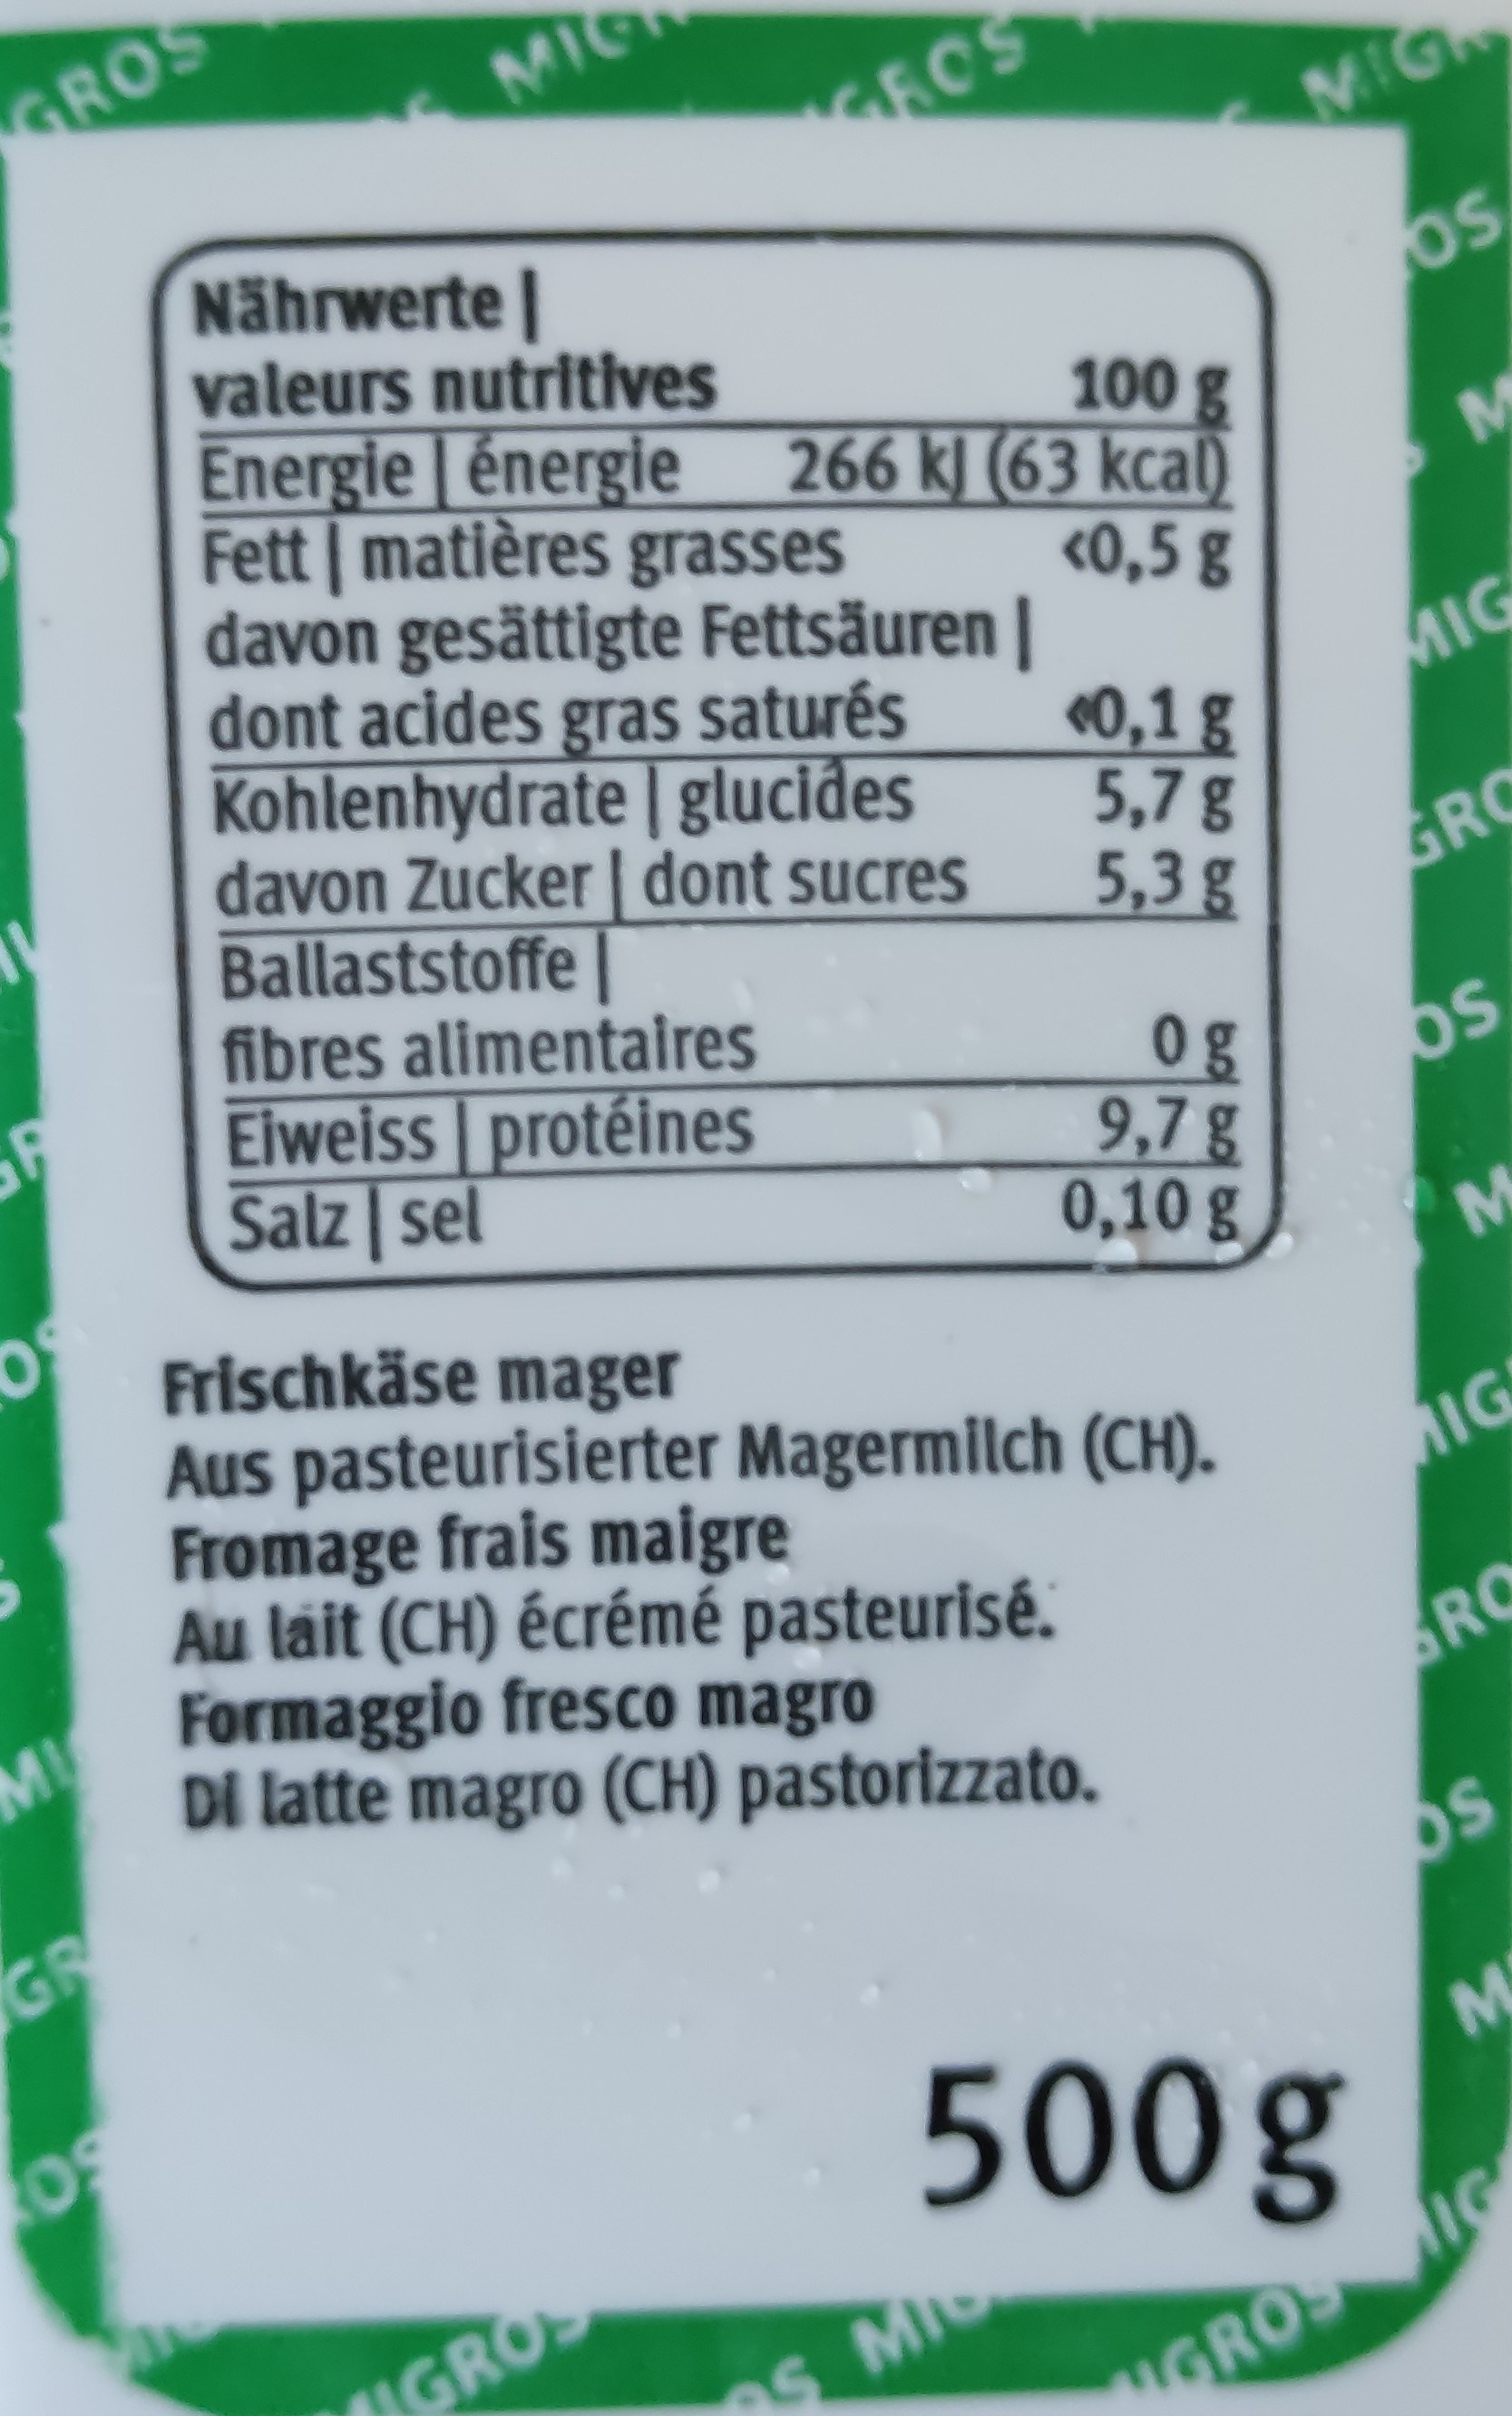 MIGROS
Nährwerte |
valeurs nutritives 100 g
Energie | énergie 266 kJ (63 kcal)
Fett | matières grasses <0,5 g
davon gesättigte Fettsäuren |
dont acides gras saturés <0,1 g
Kohlenhydrate | glucides 5,7 g
davon Zucker | dont sucres 5,3 g
Ballaststoffe |
fibres alimentaires 0 g
Eiweiss | protéines 9,7 g
Salz | sel 0,10 g
Frischkäse mager
Aus pasteurisierter Magermilch (CH).
Fromage frais maigre
Au lait (CH) écrémé pasteurisé.
Formaggio fresco magro
Di latte magro (CH) pastorizzato.
500 g
MIGROS